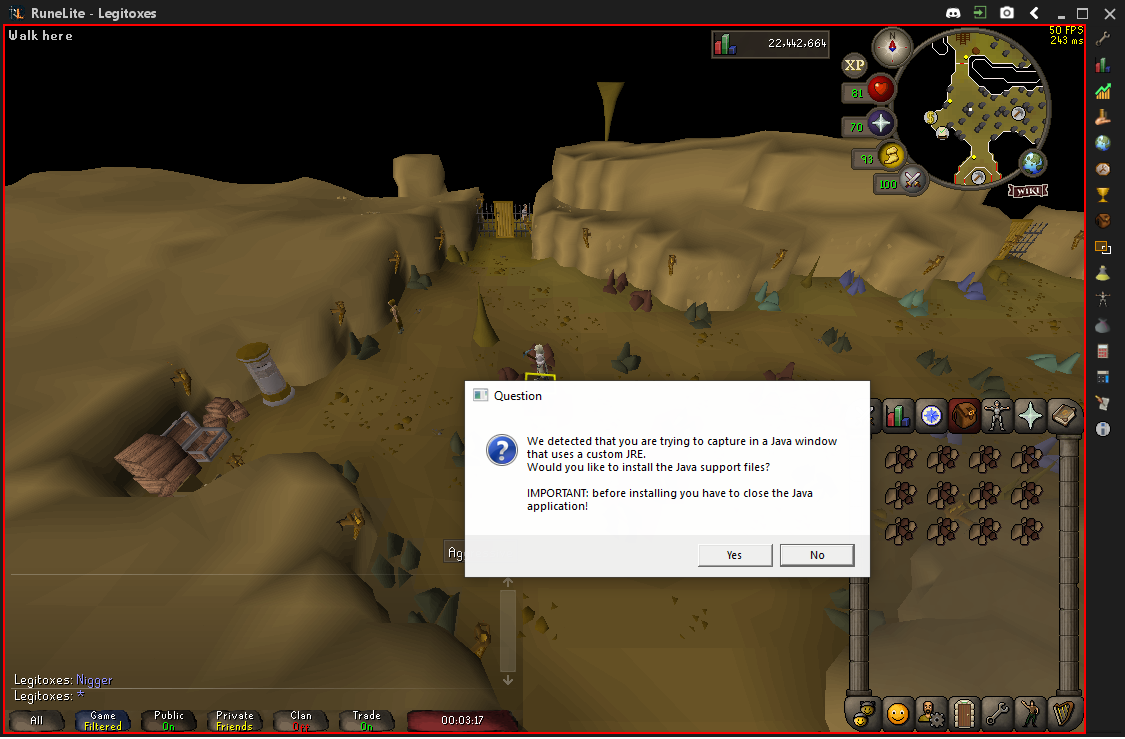 RuneLite - Legitoxes
Walk here
50 FPS
243 ms
22,442,664
N
XP
81
70
93
100
WIKI
Question
We detected that you are trying to capture in a Java window
that uses a custom JRE.
Would you like to install the Java support files?
IMPORTANT: before installing you have to close the Java
application!
Yes
No
Agg
Legitoxes: Nigger
Legitoxes: *
All
Game
Filtered
Public
On
Private
Friends
Clan
Off
Trade
On
00:03:17